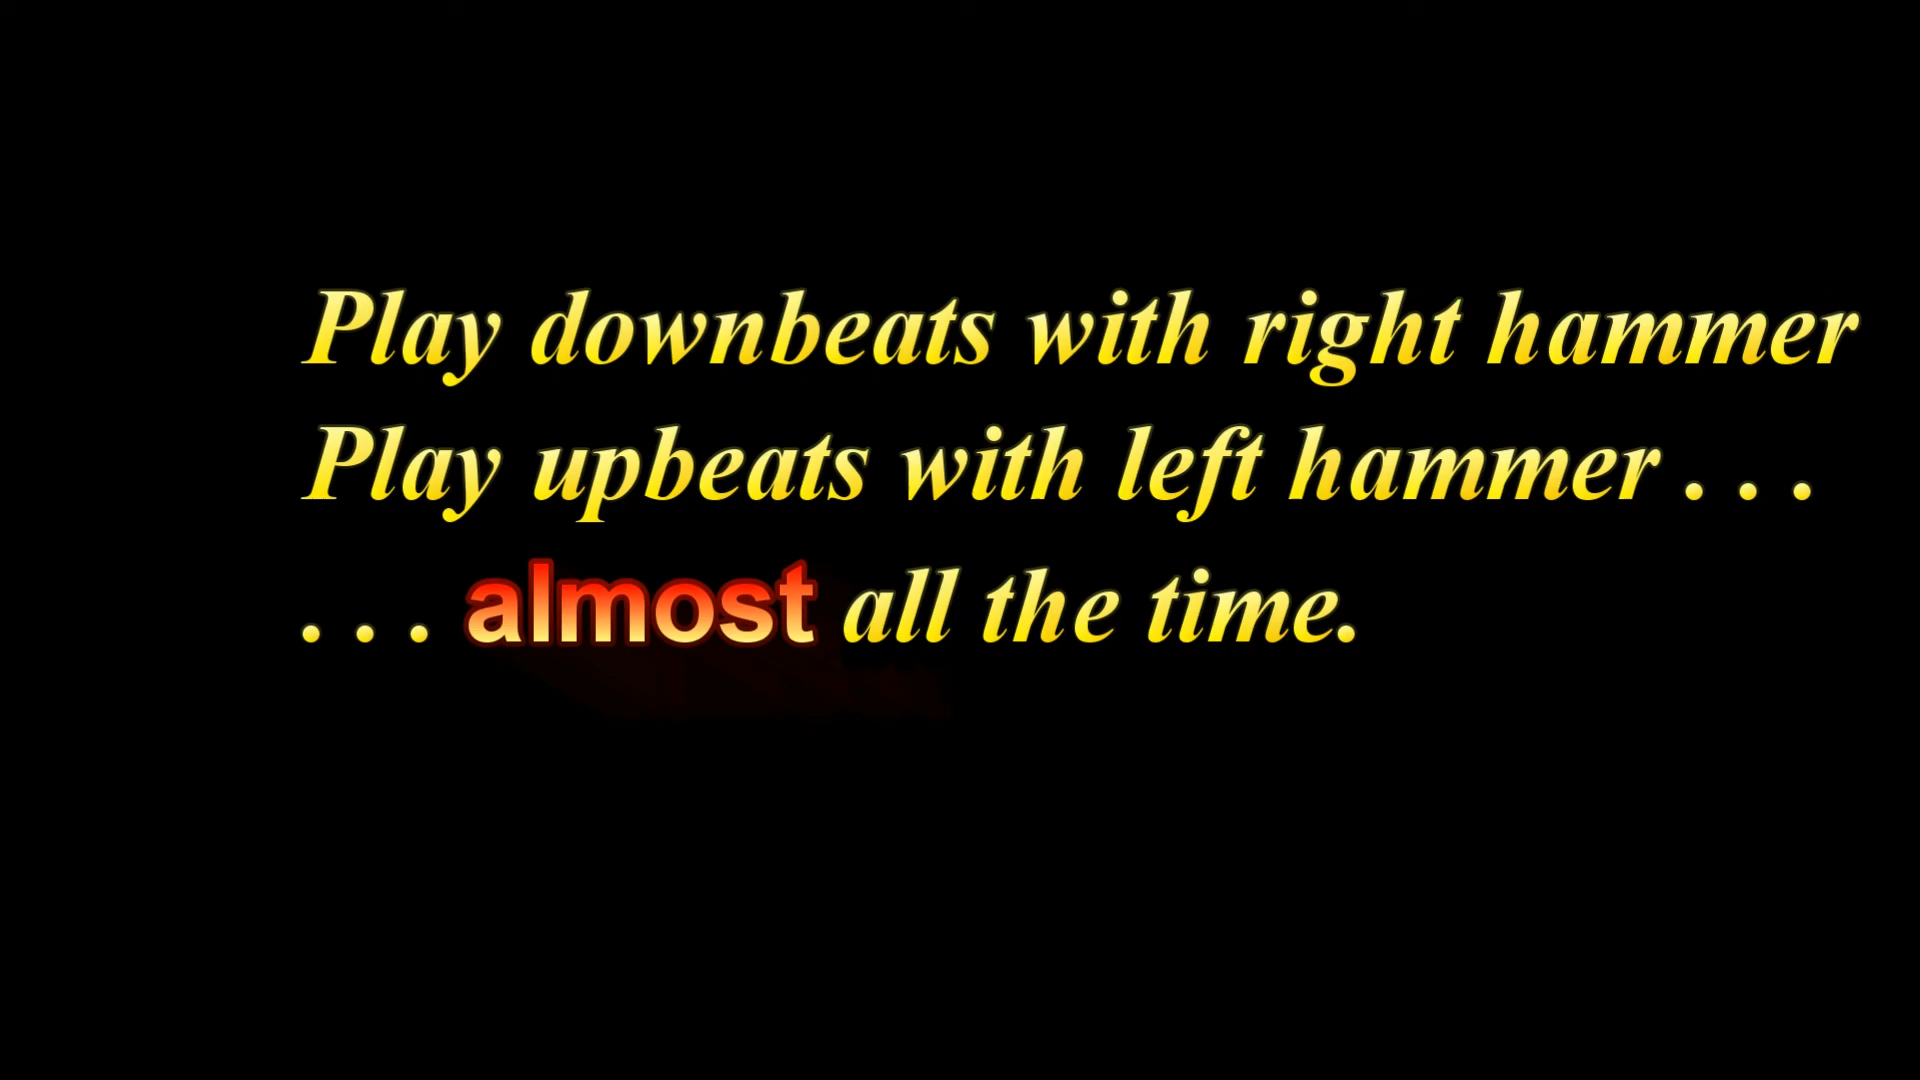 Play downbeats with right hammer
Play upbeats with left hammer . . .
. . . almost all the time.